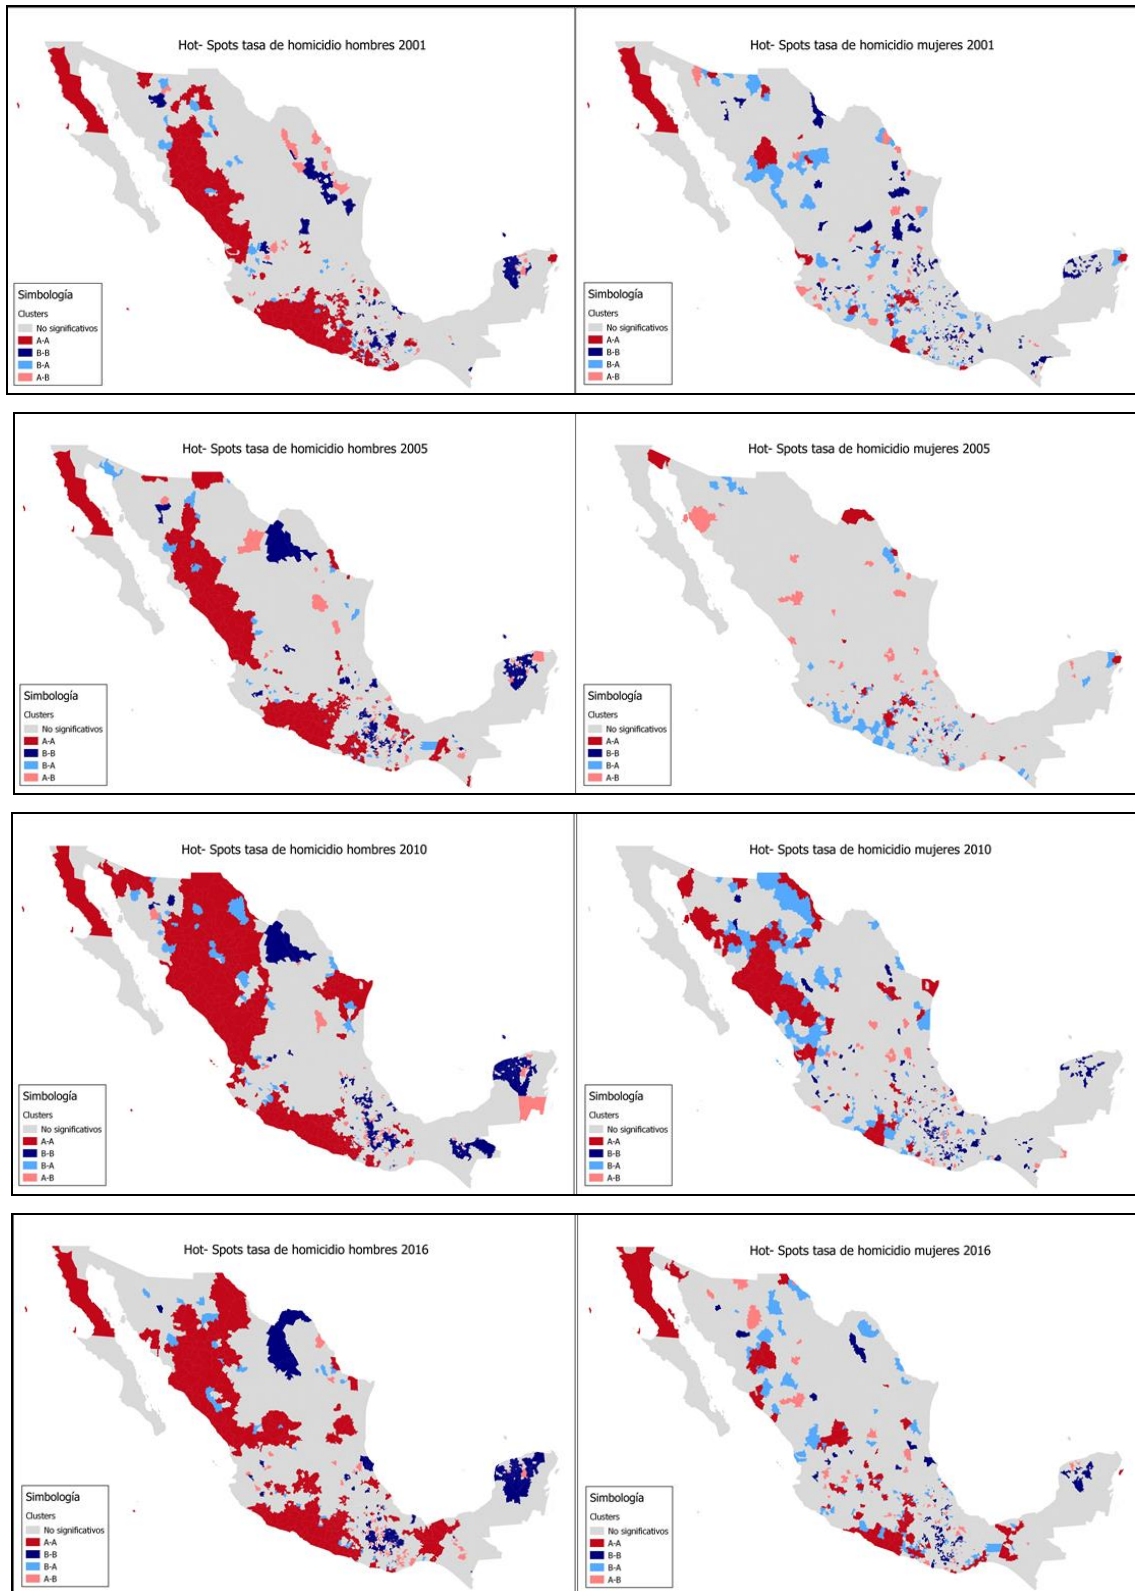 Hot- Spots tasa de homicidio hombres 2001
Simbología
Clusters
No significativos
A-A
B-B
B-A
A-B
Hot- Spots tasa de homicidio mujeres 2001
Simbología
Clusters
No significativos
A-A
B-B
B-A
A-B
Hot- Spots tasa de homicidio hombres 2005
Simbología
Clusters
No significativos
A-A
B-B
B-A
A-B
Hot- Spots tasa de homicidio mujeres 2005
Simbología
Clusters
No significativos
A-A
B-B
B-A
A-B
Hot- Spots tasa de homicidio hombres 2010
Simbología
Clusters
No significativos
A-A
B-B
B-A
A-B
Hot- Spots tasa de homicidio mujeres 2010
Simbología
Clusters
No significativos
A-A
B-B
B-A
A-B
Hot- Spots tasa de homicidio hombres 2016
Simbología
Clusters
No significativos
A-A
B-B
B-A
A-B
Hot- Spots tasa de homicidio mujeres 2016
Simbología
Clusters
No significativos
A-A
B-B
B-A
A-B